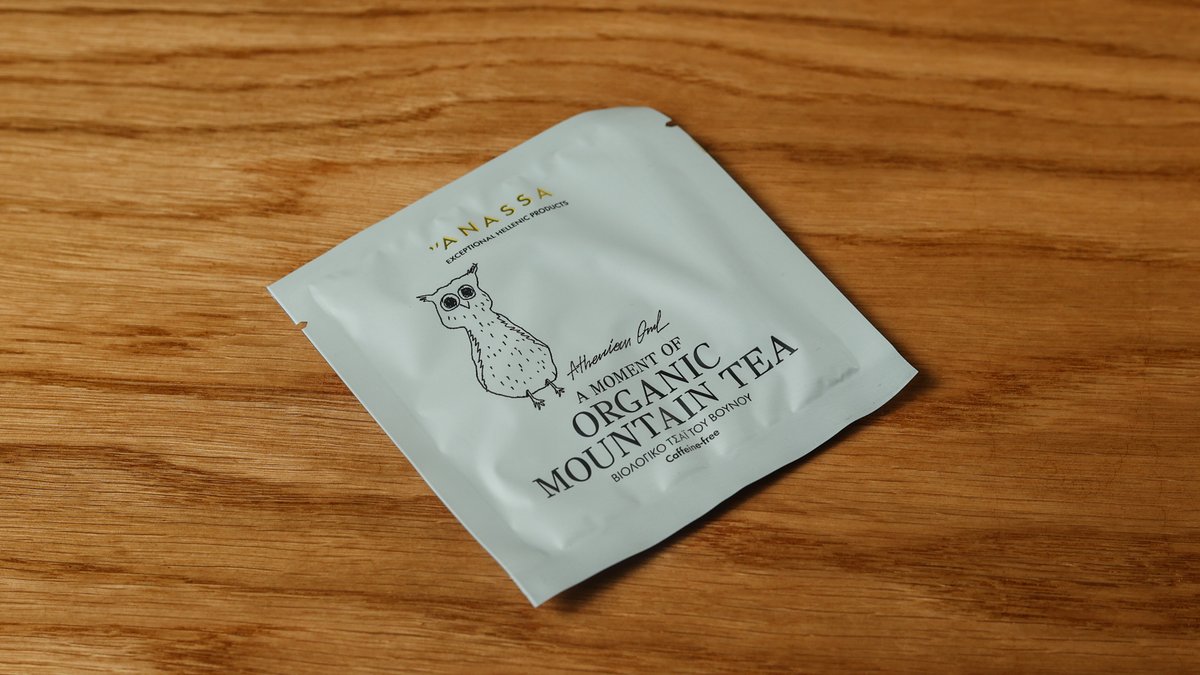 "ANASSA
EXCEPTIONAL HELLENIC PRODUCTS
Athenian Owl
A MOMENT OF
ORGANIC
MOUNTAIN TEA
ΒΙΟΛΟΓΙΚΟ ΤΣΑΪ ΤΟΥ ΒΟΥΝΟΥ
Caffeine-free